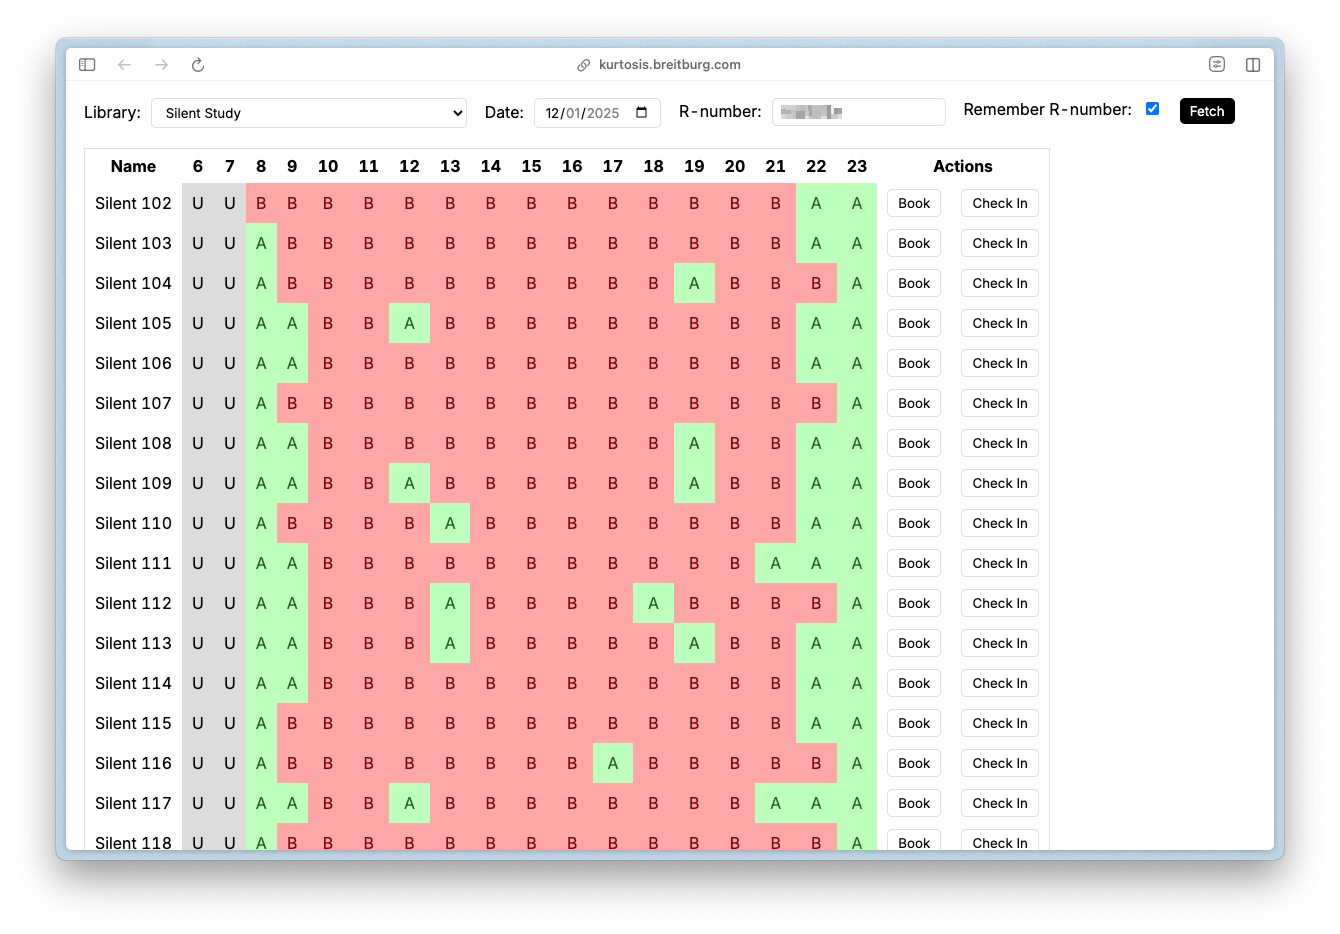 kurtosis.breitburg.com
Library: Silent Study Date: 12/01/2025 R-number: Remember R-number: Fetch
Name 6 7 8 9 10 11 12 13 14 15 16 17 18 19 20 21 22 23 Actions
Silent 102 U U B B B B B B B B B B B B B B A A Book Check In
Silent 103 U U A B B B B B B B B B B B B B A A Book Check In
Silent 104 U U A B B B B B B B B B B A B B B A Book Check In
Silent 105 U U A A B B A B B B B B B B B B A A Book Check In
Silent 106 U U A A B B B B B B B B B B B B A A Book Check In
Silent 107 U U A B B B B B B B B B B B B B B A Book Check In
Silent 108 U U A A B B B B B B B B B A B B A A Book Check In
Silent 109 U U A A B B A B B B B B B A B B A A Book Check In
Silent 110 U U A B B B B A B B B B B B B B A A Book Check In
Silent 111 U U A A B B B B B B B B B B B A A A Book Check In
Silent 112 U U A A B B B A B B B B A B B B B A Book Check In
Silent 113 U U A A B B B A B B B B B A B B A A Book Check In
Silent 114 U U A A B B B B B B B B B B B B A A Book Check In
Silent 115 U U A B B B B B B B B B B B B B A A Book Check In
Silent 116 U U A B B B B B B B B A B B B B B A Book Check In
Silent 117 U U A A B B A B B B B B B B B A A A Book Check In
Silent 118 U U A B B B B B B B B B B B B B B A Book Check In